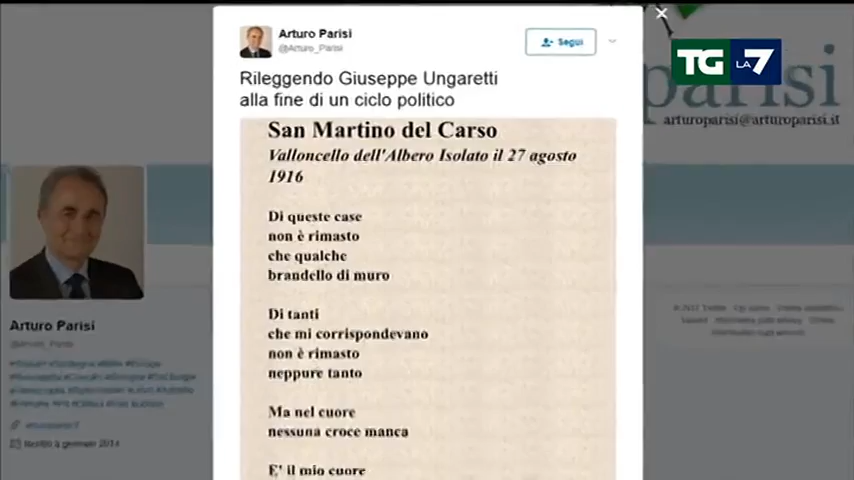 Arturo Parisi
@Arturo_Parisi
Segui
TG LA7
Rileggendo Giuseppe Ungaretti
alla fine di un ciclo politico
parisi
arturoparisi@arturoparisi.it
San Martino del Carso
Valloncello dell'Albero Isolato il 27 agosto
1916
Di queste case
non è rimasto
che qualche
brandello di muro
Di tanti
che mi corrispondevano
non è rimasto
neppure tanto
Ma nel cuore
nessuna croce manca
E' il mio cuore
Arturo Parisi
@Arturo_Parisi